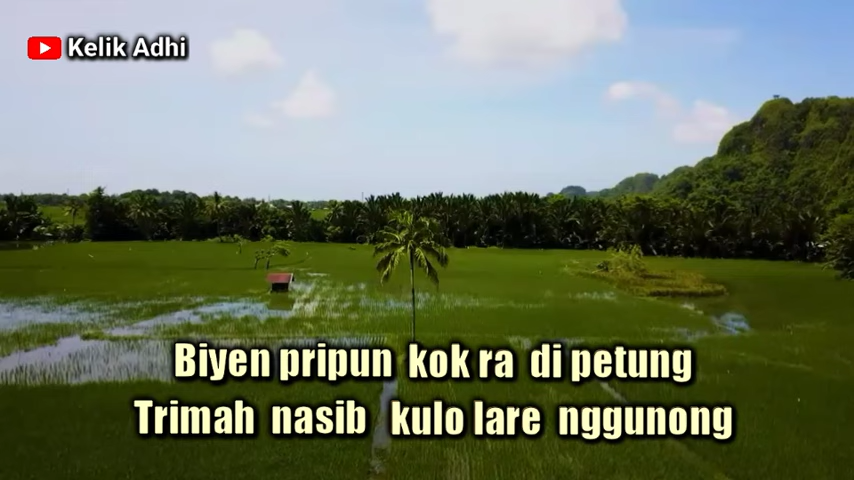 Kelik Adhi
Biyen pripun kok ra di petung
Trimah nasib kulo lare nggunong